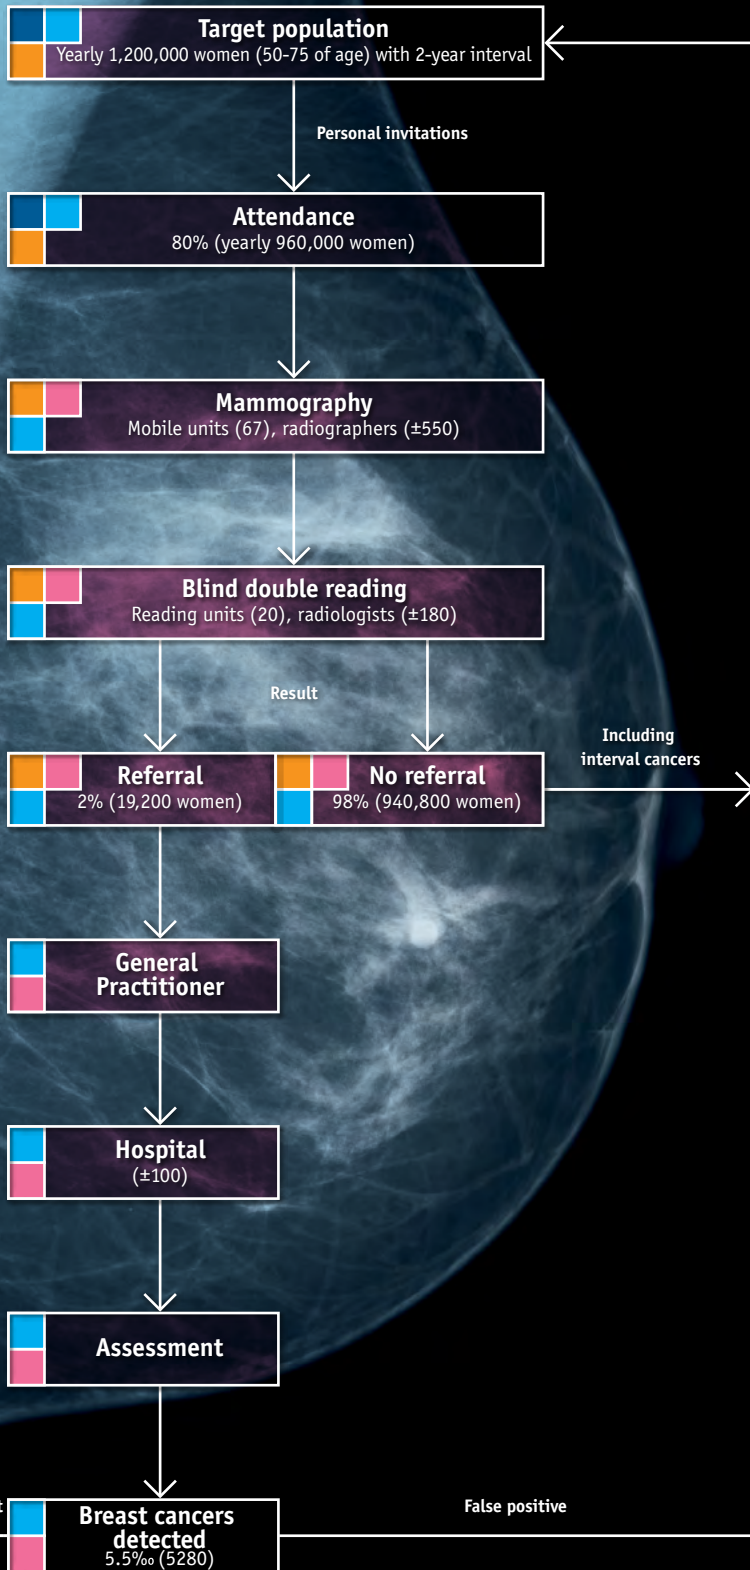 Target population
Yearly 1,200,000 women (50-75 of age) with 2-year interval
Personal invitations
Attendance
80% (yearly 960,000 women)
Mammography
Mobile units (67), radiographers (±550)
Blind double reading
Reading units (20), radiologists (±180)
Result
Including
interval cancers
Referral
2% (19,200 women)
No referral
98% (940,800 women)
General
Practitioner
Hospital
(±100)
Assessment
False positive
Breast cancers
detected
5.5‰ (5280)